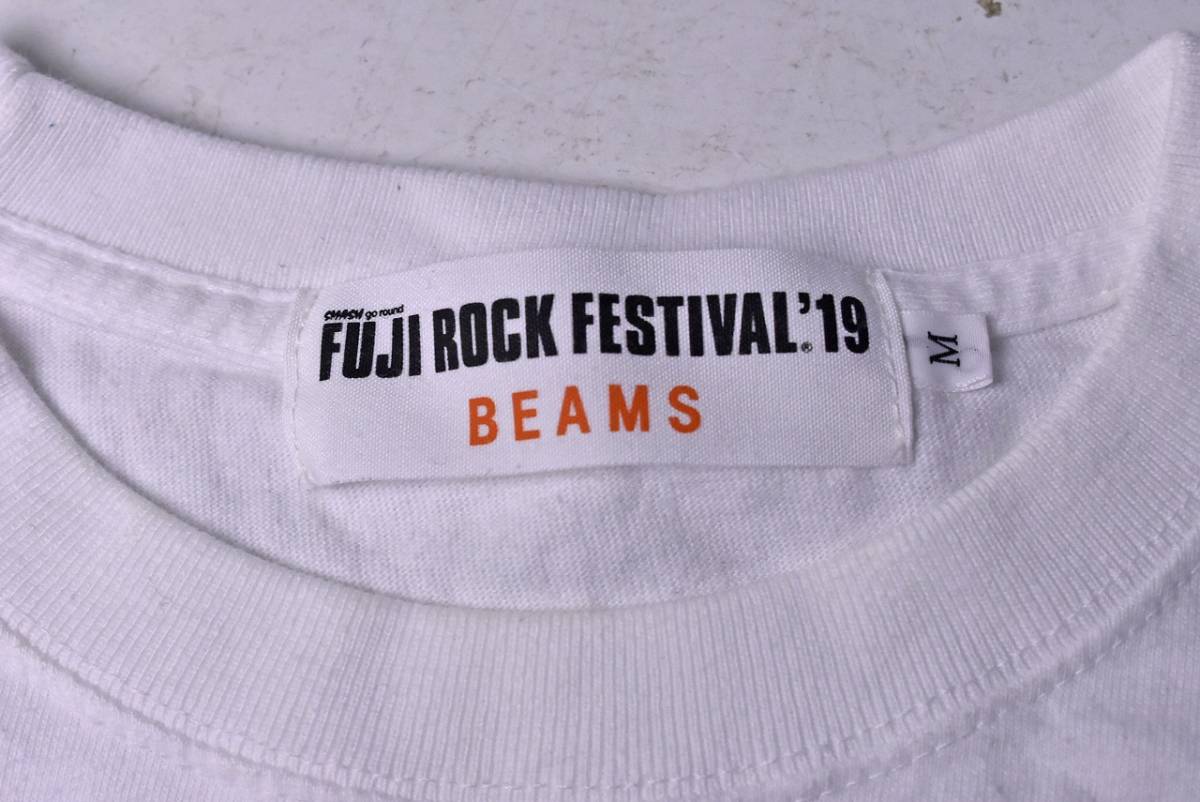 SMASH go round
FUJI ROCK FESTIVAL.®'19
BEAMS
M